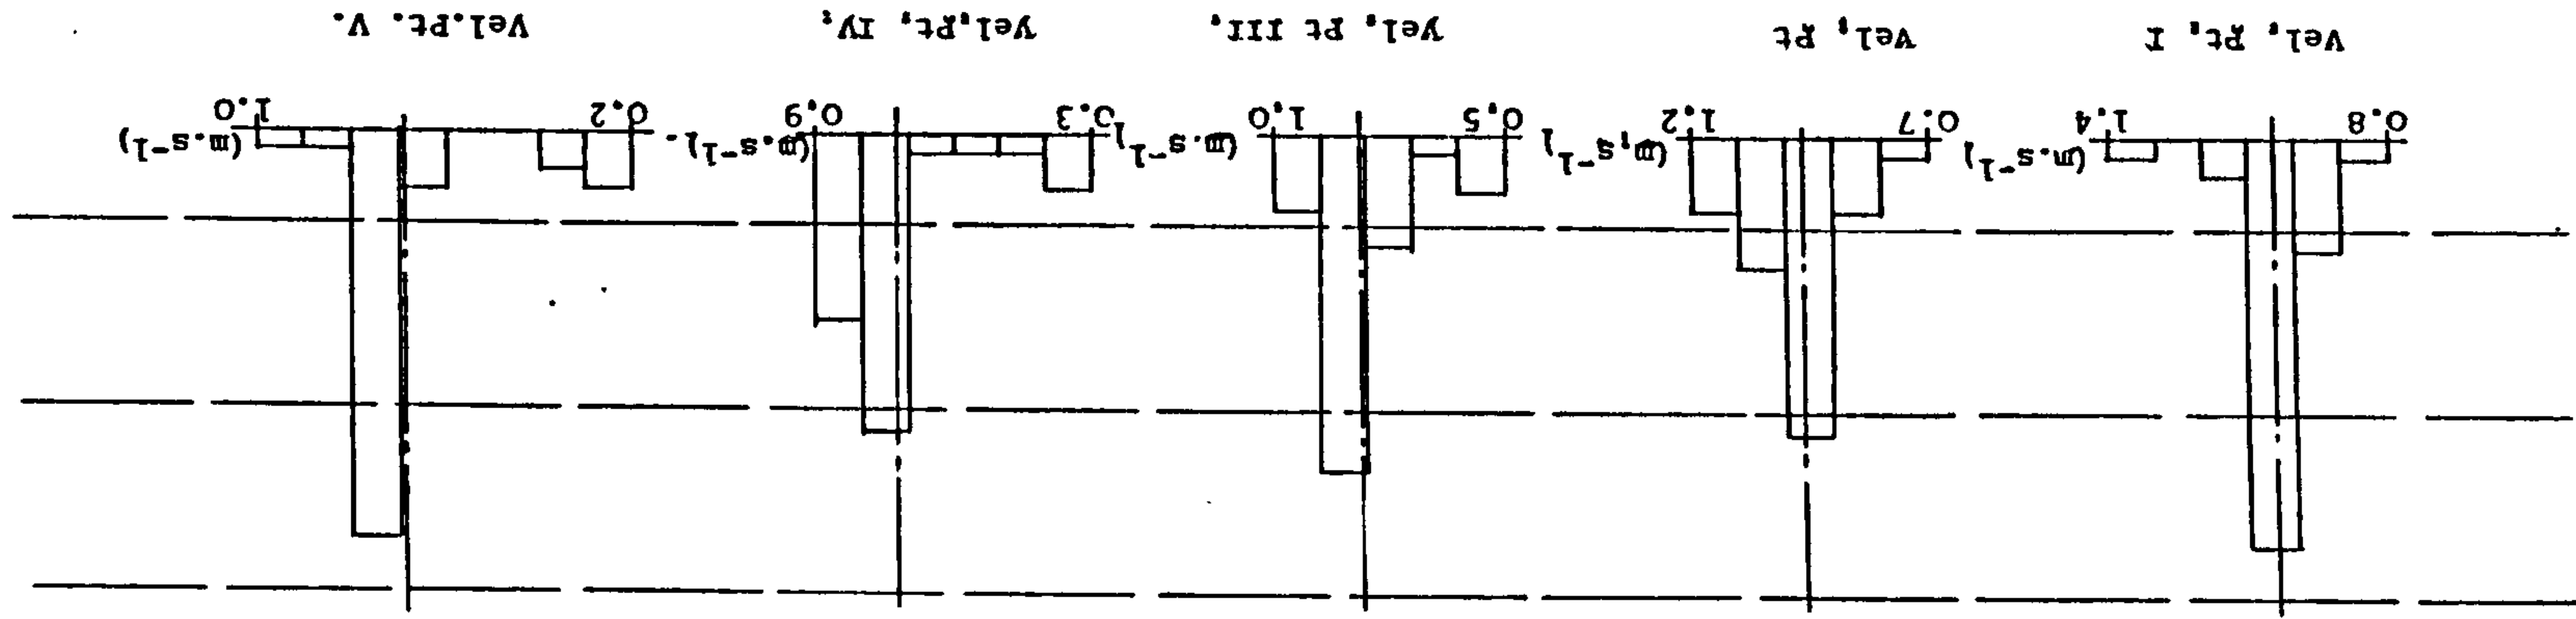 0.8 1.4 (m.s⁻¹) 0.7 1.2 (m,s⁻¹) 0,5 1,0 (m.s⁻¹) 0.3 0,9 (m.s⁻¹). 0.2 1.0 (m.s⁻¹)
Vel, Pt, I Vel, Pt Vel, Pt III, Vel,Pt, IV, Vel.Pt. V.